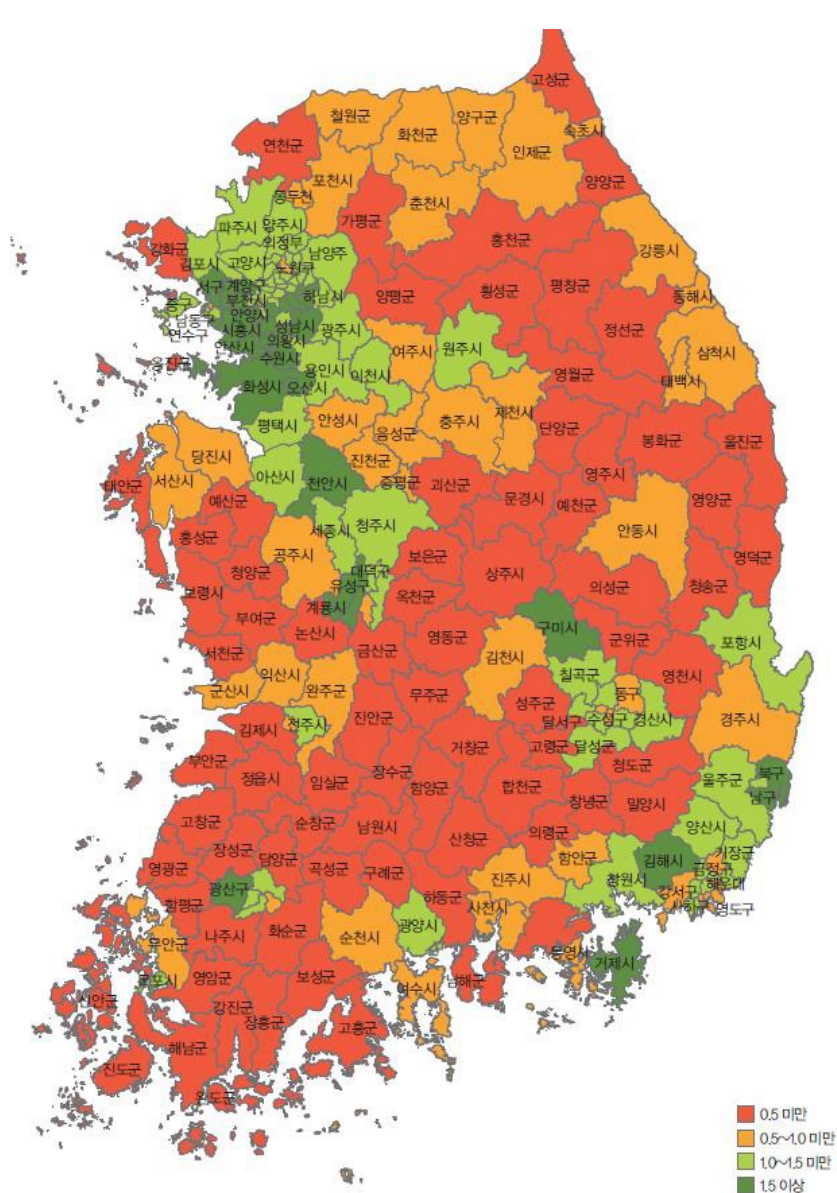 고성군
철원군
화천군
양구군
속초시
연천군
인제군
포천시
양양군
동두천
춘천시
가평군
파주시
양주시
의정부
강화군
홍천군
강릉시
남양주
김포시
고양시
노원구
서구
계양구
하남시
양평군
횡성군
평창군
동해시
중구
부천시
남동구
안양시
성남시
광주시
정선군
연수구
시흥시
의왕시
여주시
원주시
삼척시
안산시
수원시
옹진군
용인시
이천시
영월군
태백시
화성시
오산시
평택시
안성시
음성군
충주시
제천시
단양군
봉화군
울진군
당진시
진천군
서산시
아산시
천안시
증평군
괴산군
영주시
태안군
예산군
문경시
예천군
영양군
세종시
청주시
안동시
홍성군
공주시
보은군
영덕군
청양군
대덕구
상주시
유성구
의성군
청송군
보령시
옥천군
계룡시
부여군
논산시
구미시
군위군
포항시
서천군
금산군
영동군
김천시
칠곡군
영천시
익산시
군산시
완주군
무주군
성주군
동구
달서구
수성구
경산시
경주시
김제시
전주시
진안군
거창군
고령군
달성군
부안군
청도군
정읍시
임실군
장수군
함양군
합천군
울주군
북구
남구
창녕군
밀양시
고창군
순창군
남원시
산청군
의령군
양산시
장성군
담양군
기장군
영광군
곡성군
구례군
함안군
김해시
금정구
광산구
진주시
창원시
해운대
강서구
함평군
하동군
사천시
사하구
영도구
나주시
화순군
순천시
광양시
무안군
통영시
거제시
목포시
영암군
보성군
여수시
남해군
신안군
강진군
장흥군
고흥군
해남군
진도군
완도군
0.5 미만
0.5~1.0 미만
1.0~1.5 미만
1.5 이상